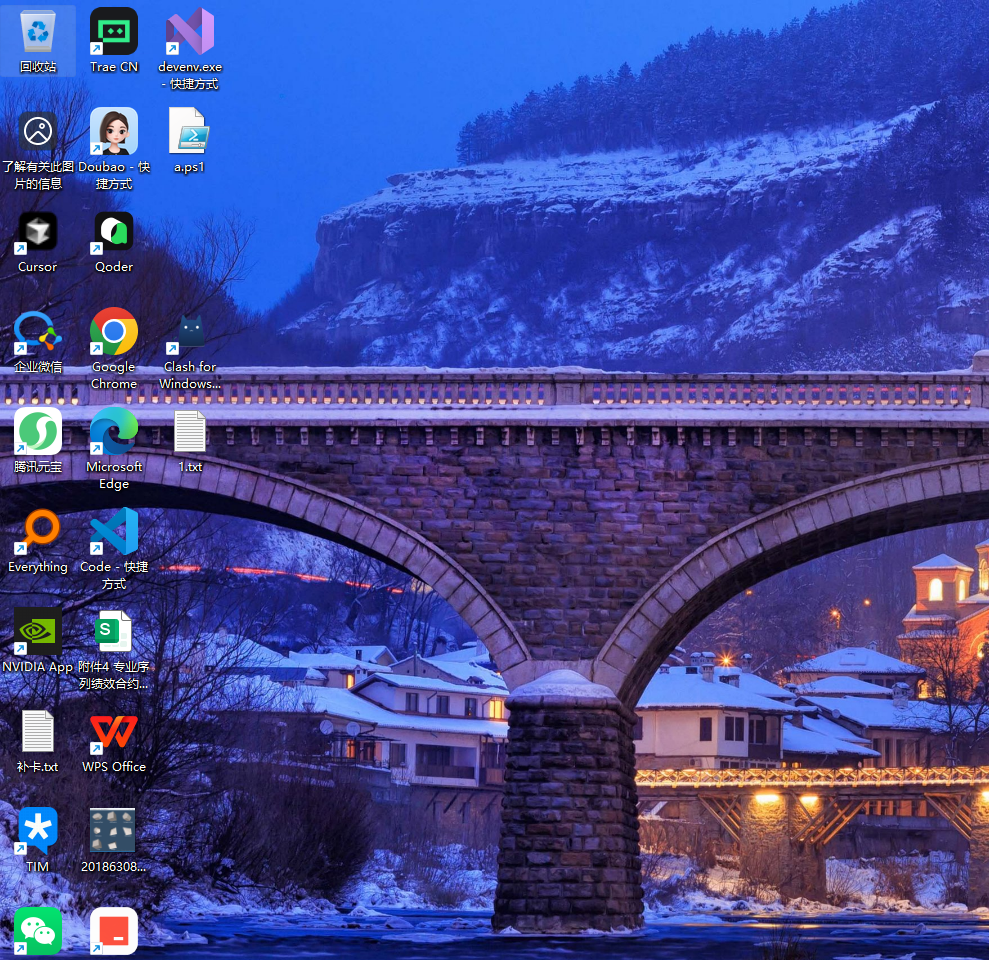 回收站
Trae CN
devenv.exe
- 快捷方式
了解有关此图
片的信息
Doubao - 快
捷方式
a.ps1
Cursor
Qoder
企业微信
Google
Chrome
Clash for
Windows...
腾讯元宝
Microsoft
Edge
1.txt
Everything
Code - 快捷
方式
NVIDIA App
附件4 专业序
列绩效合约...
补卡.txt
WPS Office
TIM
20186308...